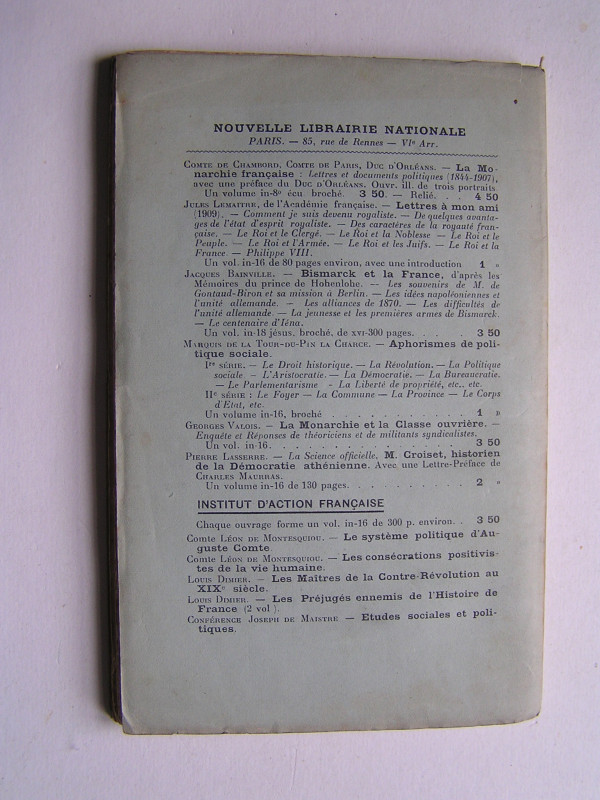 NOUVELLE LIBRAIRIE NATIONALE
PARIS. — 85, rue de Rennes — VIe Arr.
COMTE DE CHAMBORD, COMTE DE PARIS, DUC D'ORLÉANS. — La Mo-
narchie française : Lettres et documents politiques (1844-1907),
avec une préface du DUC D'ORLÉANS. Ouvr. ill. de trois portraits
Un volume in-8º écu broché. 3 50. — Relié. . . 4 50
JULES LEMAITRE, de l'Académie française. — Lettres à mon ami
(1909). — Comment je suis devenu royaliste. — De quelques avanta-
ges de l'état d'esprit royaliste. — Des caractères de la royauté fran-
çaise. — Le Roi et le Clergé. — Le Roi et la Noblesse — Le Roi et le
Peuple. — Le Roi et l'Armée. — Le Roi et les Juifs. — Le Roi et la
France. — Philippe VIII.
Un vol. in-16 de 80 pages environ, avec une introduction 1 »
JACQUES BAINVILLE. — Bismarck et la France, d'après les
Mémoires du prince de Hohenlohe. — Les souvenirs de M. de
Gontaud-Biron et sa mission à Berlin. — Les idées napoléoniennes et
l'unité allemande. — Les alliances de 1870. — Les difficultés de
l'unité allemande. — La jeunesse et les premières armes de Bismarck.
— Le centenaire d'Iéna.
Un vol. in-18 jésus, broché, de XVI-300 pages. . . . . 3 50
MARQUIS DE LA TOUR-DU-PIN LA CHARCE. — Aphorismes de poli-
tique sociale.
Ire SÉRIE. — Le Droit historique. — La Révolution. — La Politique
sociale. - L'Aristocratie. — La Démocratie. — La Bureaucratie.
— Le Parlementarisme - La Liberté de propriété, etc., etc.
IIe SÉRIE : Le Foyer — La Commune — La Province — Le Corps
d'État, etc.
Un volume in-16, broché . . . . . . . . . . . 1 »
GEORGES VALOIS. — La Monarchie et la Classe ouvrière. —
Enquête et Réponses de théoriciens et de militants syndicalistes.
Un vol. in-16. . . . . . . . . . . . . . . 3 50
PIERRE LASSERRE. — La Science officielle. M. Croiset, historien
de la Démocratie athénienne. Avec une Lettre-Préface de
CHARLES MAURRAS.
Un volume in-16 de 130 pages. . . . . . . . . . 2 »
INSTITUT D'ACTION FRANÇAISE
Chaque ouvrage forme un vol. in-16 de 300 p. environ. . 3 50
COMTE LÉON DE MONTESQUIOU. — Le système politique d'Au-
guste Comte.
COMTE LÉON DE MONTESQUIOU. — Les consécrations positivis-
tes de la vie humaine.
LOUIS DIMIER. — Les Maîtres de la Contre-Révolution au
XIXe siècle.
LOUIS DIMIER. — Les Préjugés ennemis de l'Histoire de
France (2 vol ).
CONFÉRENCE JOSEPH DE MAISTRE — Etudes sociales et poli-
tiques.